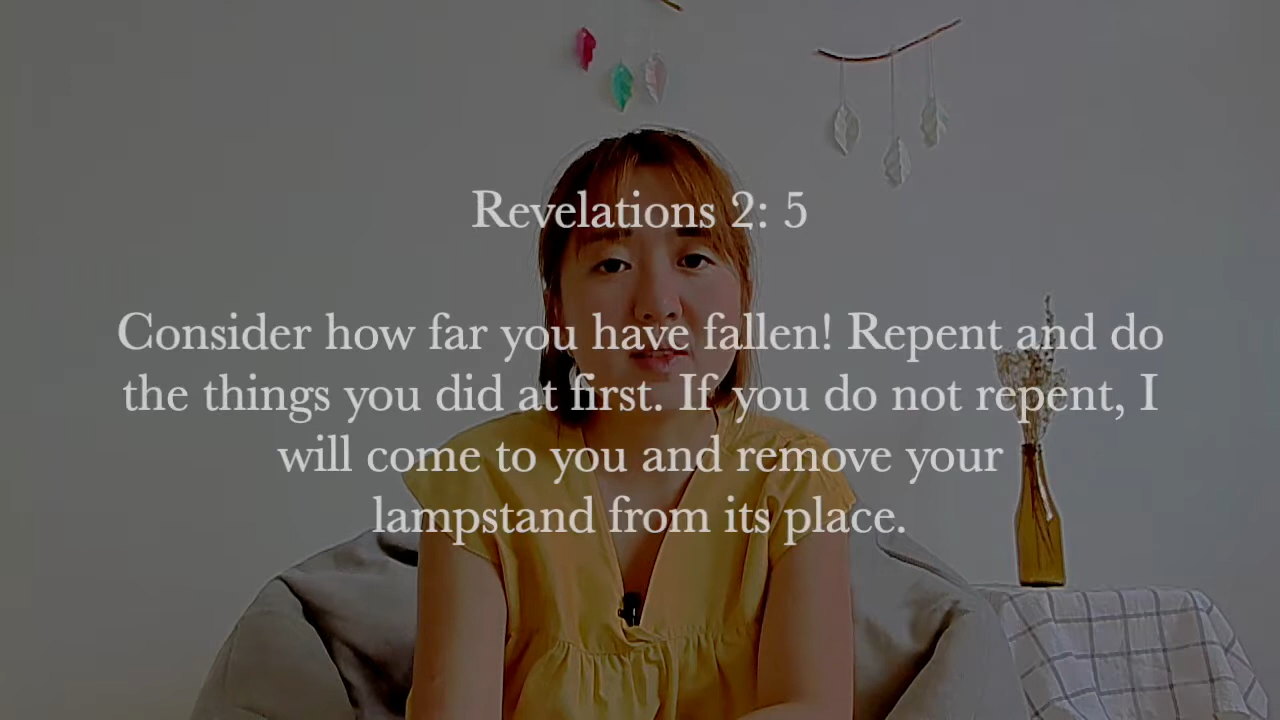 Revelations 2: 5
Consider how far you have fallen! Repent and do
the things you did at first. If you do not repent, I
will come to you and remove your
lampstand from its place.